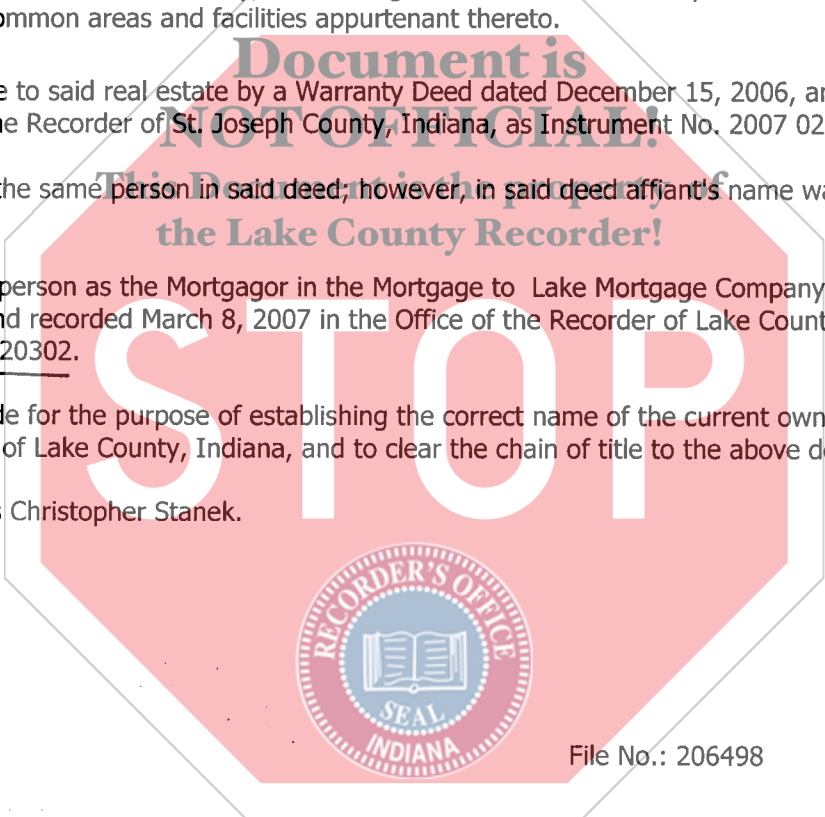 ommon areas and facilities appurtenant thereto.
Document is
e to said real estate by a Warranty Deed dated December 15, 2006, an
NOT OFFICIAL!
e Recorder of St. Joseph County, Indiana, as Instrument No. 2007 02
This Document is the property of
the same person in said deed; however, in said deed affiant's name wa
the Lake County Recorder!
person as the Mortgagor in the Mortgage to Lake Mortgage Company
nd recorded March 8, 2007 in the Office of the Recorder of Lake Count
20302.
STOP
de for the purpose of establishing the correct name of the current own
of Lake County, Indiana, and to clear the chain of title to the above d
s Christopher Stanek.
RECORDER'S OFFICE
SEAL
INDIANA
File No.: 206498